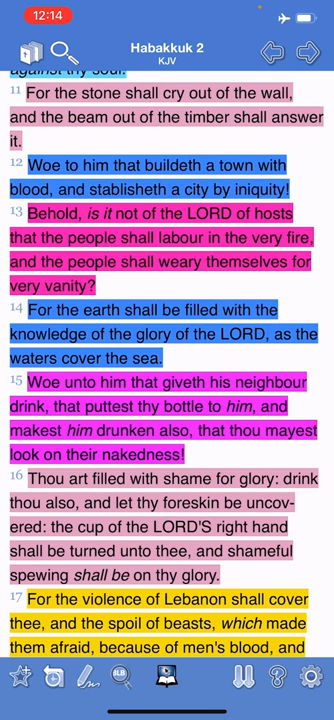 12:14
Habakkuk 2
KJV
against thy soul.
11 For the stone shall cry out of the wall,
and the beam out of the timber shall answer
it.
12 Woe to him that buildeth a town with
blood, and stablisheth a city by iniquity!
13 Behold, is it not of the LORD of hosts
that the people shall labour in the very fire,
and the people shall weary themselves for
very vanity?
14 For the earth shall be filled with the
knowledge of the glory of the LORD, as the
waters cover the sea.
15 Woe unto him that giveth his neighbour
drink, that puttest thy bottle to him, and
makest him drunken also, that thou mayest
look on their nakedness!
16 Thou art filled with shame for glory: drink
thou also, and let thy foreskin be uncov-
ered: the cup of the LORD'S right hand
shall be turned unto thee, and shameful
spewing shall be on thy glory.
17 For the violence of Lebanon shall cover
thee, and the spoil of beasts, which made
them afraid, because of men's blood, and
BLB